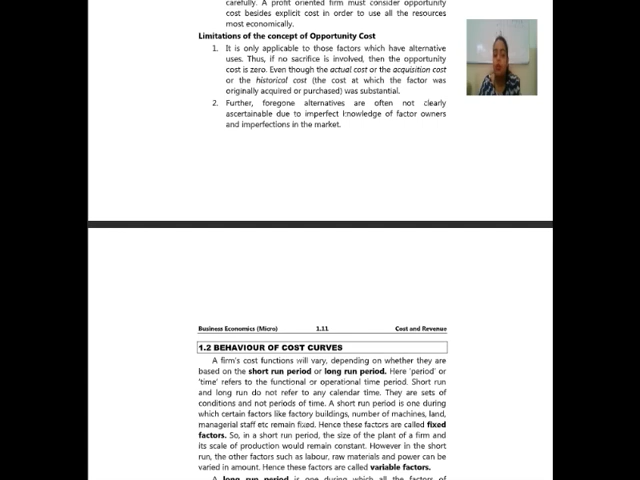 carefully. A profit oriented firm must consider opportunity
cost besides explicit cost in order to use all the resources
most economically.
Limitations of the concept of Opportunity Cost
1. It is only applicable to those factors which have alternative
uses. Thus, if no sacrifice is involved, then the opportunity
cost is zero. Even though the actual cost or the acquisition cost
or the historical cost (the cost at which the factor was
originally acquired or purchased) was substantial.
2. Further, foregone alternatives are often not clearly
ascertainable due to imperfect knowledge of factor owners
and imperfections in the market.
Business Economics (Micro) 1.11 Cost and Revenue
1.2 BEHAVIOUR OF COST CURVES
A firm's cost functions will vary, depending on whether they are
based on the short run period or long run period. Here 'period' or
'time' refers to the functional or operational time period. Short run
and long run do not refer to any calendar time. They are sets of
conditions and not periods of time. A short run period is one during
which certain factors like factory buildings, number of machines, land,
managerial staff etc remain fixed. Hence these factors are called fixed
factors. So, in a short run period, the size of the plant of a firm and
its scale of production would remain constant. However in the short
run, the other factors such as labour, raw materials and power can be
varied in amount. Hence these factors are called variable factors.
A long run period is one during which all the factors of